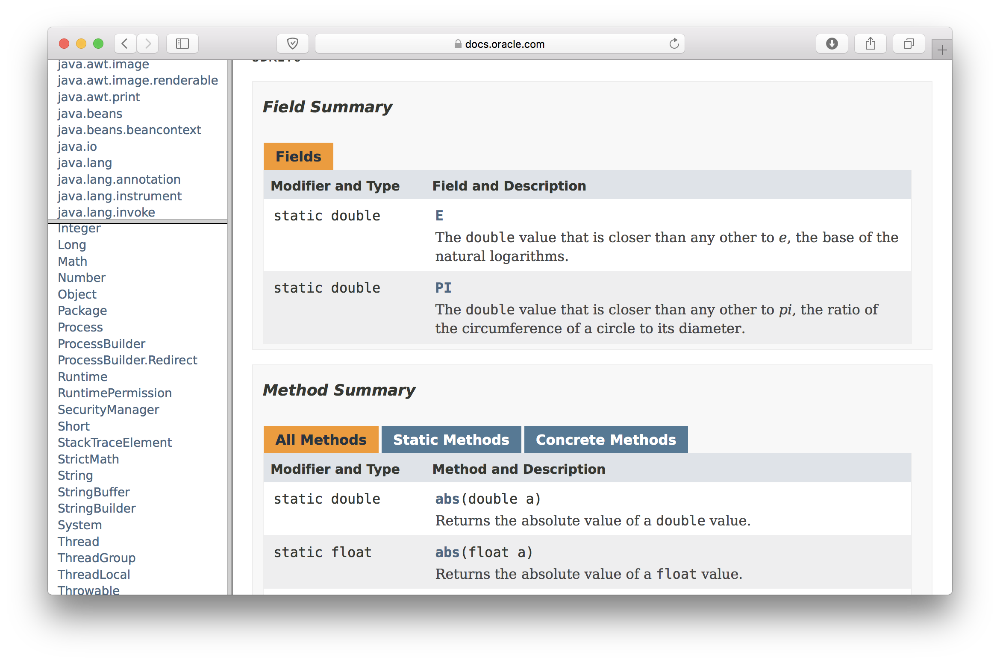 docs.oracle.com
java.awt.image
java.awt.image.renderable
java.awt.print
java.beans
java.beans.beancontext
java.io
java.lang
java.lang.annotation
java.lang.instrument
java.lang.invoke
Integer
Long
Math
Number
Object
Package
Process
ProcessBuilder
ProcessBuilder.Redirect
Runtime
RuntimePermission
SecurityManager
Short
StackTraceElement
StrictMath
String
StringBuffer
StringBuilder
System
Thread
ThreadGroup
ThreadLocal
Throwable
Field Summary
Fields
Modifier and Type Field and Description
static double E
The double value that is closer than any other to e, the base of the
natural logarithms.
static double PI
The double value that is closer than any other to pi, the ratio of
the circumference of a circle to its diameter.
Method Summary
All Methods Static Methods Concrete Methods
Modifier and Type Method and Description
static double abs(double a)
Returns the absolute value of a double value.
static float abs(float a)
Returns the absolute value of a float value.